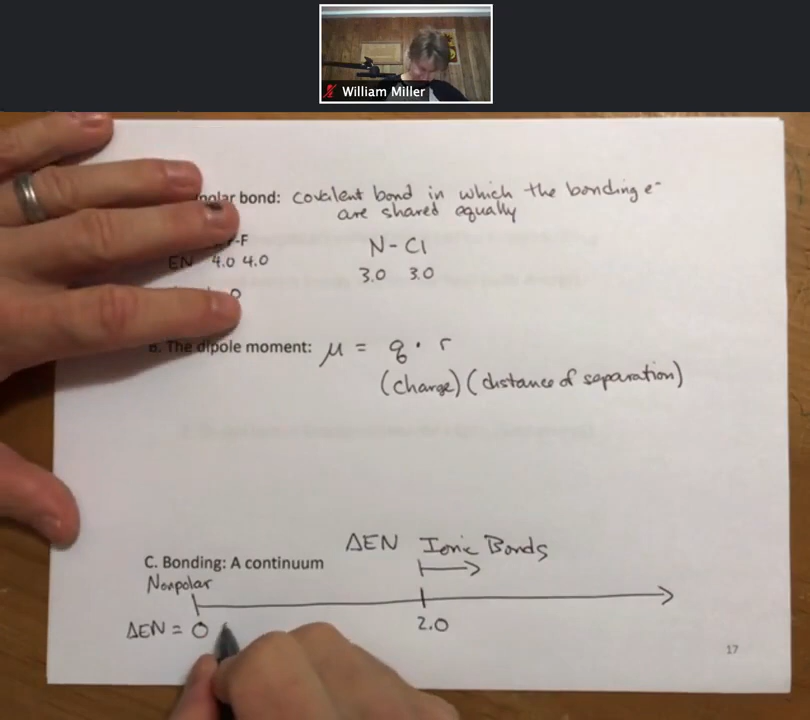 William Miller
polar bond: covalent bond in which the bonding e⁻
are shared equally
-F
N-Cl
EN 4.0 4.0
3.0 3.0
0
B. The dipole moment: μ = q · r
(charge) (distance of separation)
ΔEN Ionic Bonds
C. Bonding: A continuum
Nonpolar
ΔEN = 0
2.0
17